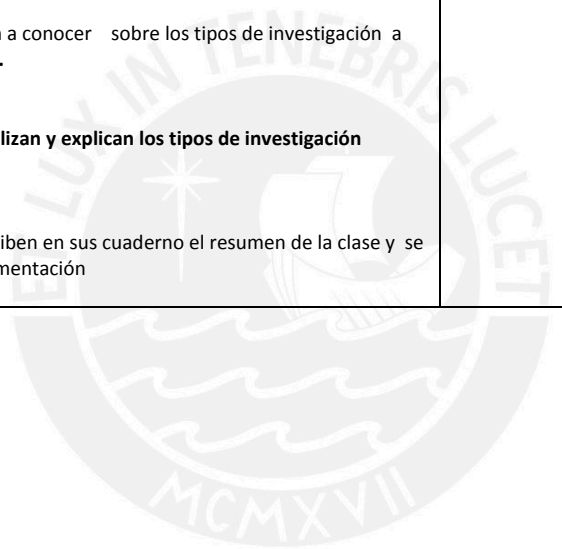 a conocer sobre los tipos de investigación a
.
lizan y explican los tipos de investigación
iben en sus cuaderno el resumen de la clase y se
mentación
ET LUX IN TENEBRIS LUCET
MCMXVII